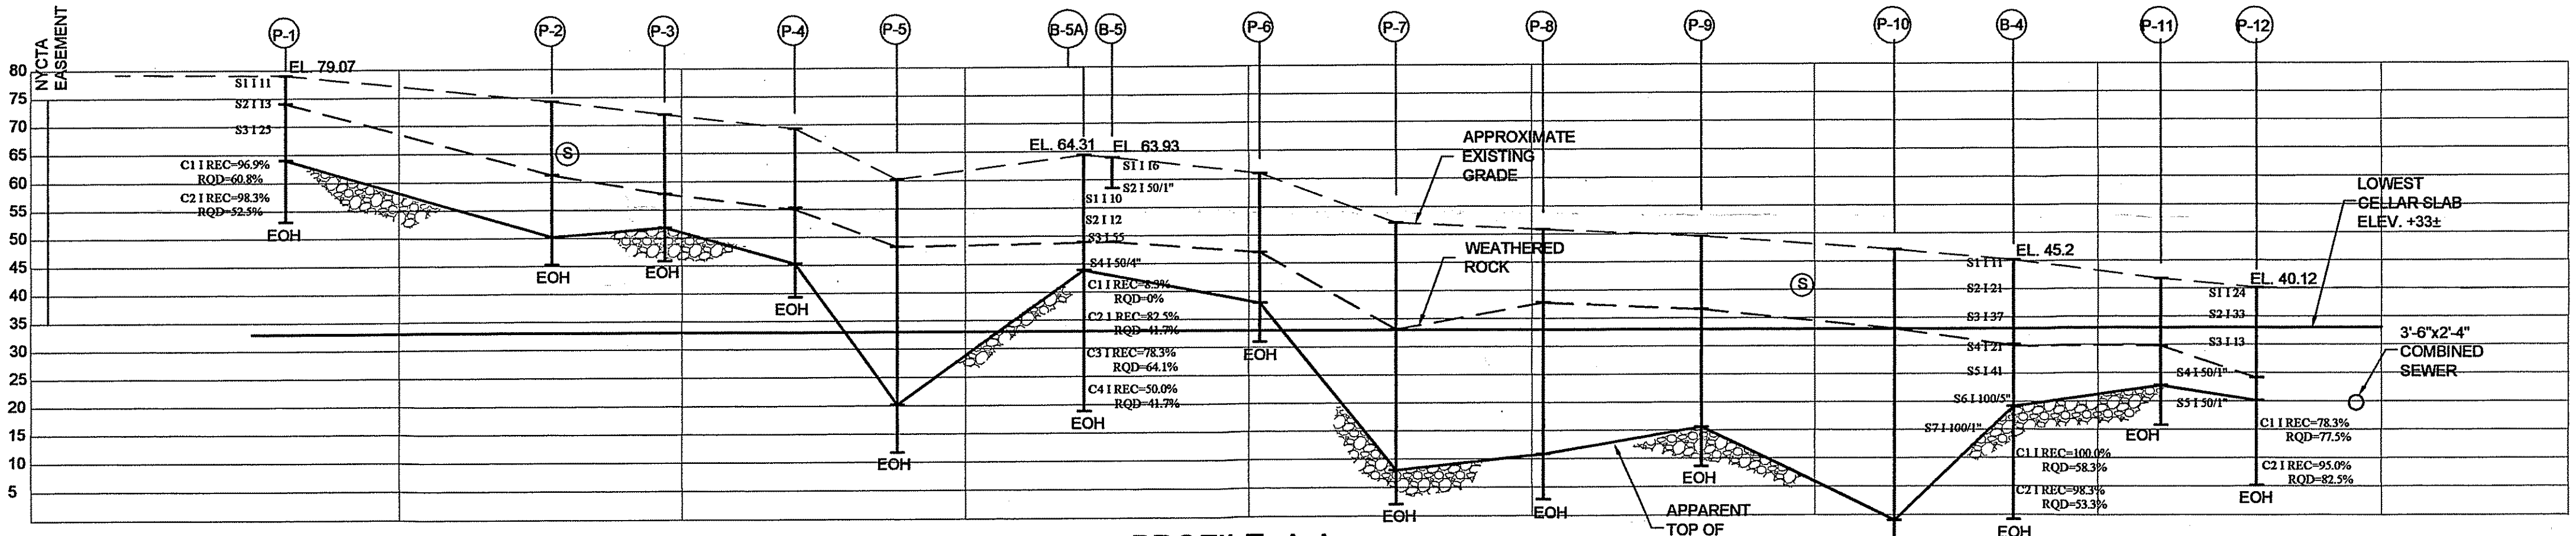 P-1
P-2
P-3
P-4
P-5
B-5A
B-5
P-6
P-7
P-8
P-9
P-10
B-4
P-11
P-12
NYCTA
EASEMENT
80
75
70
65
60
55
50
45
40
35
30
25
20
15
10
5
EL. 79.07
S1 I 11
S2 I 13
S3 I 25
C1 I REC=96.9%
RQD=60.8%
C2 I REC=98.3%
RQD=52.5%
EOH
S
EOH
EOH
EOH
EOH
EL. 64.31
EL. 63.93
S1 I 16
S2 I 50/1"
S1 I 10
S2 I 12
S3 I 55
S4 I 50/4"
C1 I REC=8.3%
RQD=0%
C2 I REC=82.5%
RQD=41.7%
C3 I REC=78.3%
RQD=64.1%
C4 I REC=50.0%
RQD=41.7%
EOH
EOH
APPROXIMATE
EXISTING
GRADE
WEATHERED
ROCK
EOH
EOH
APPARENT
TOP OF
EOH
S
EL. 45.2
S1 I 11
S2 I 21
S3 I 37
S4 I 21
S5 I 41
S6 I 100/5"
S7 I 100/1"
C1 I REC=100.0%
RQD=58.3%
C2 I REC=98.3%
RQD=53.3%
EOH
EOH
EL. 40.12
S1 I 24
S2 I 33
S3 I 13
S4 I 50/1"
S5 I 50/1"
C1 I REC=78.3%
RQD=77.5%
C2 I REC=95.0%
RQD=82.5%
EOH
LOWEST
CELLAR SLAB
ELEV. +33±
3'-6"x2'-4"
COMBINED
SEWER